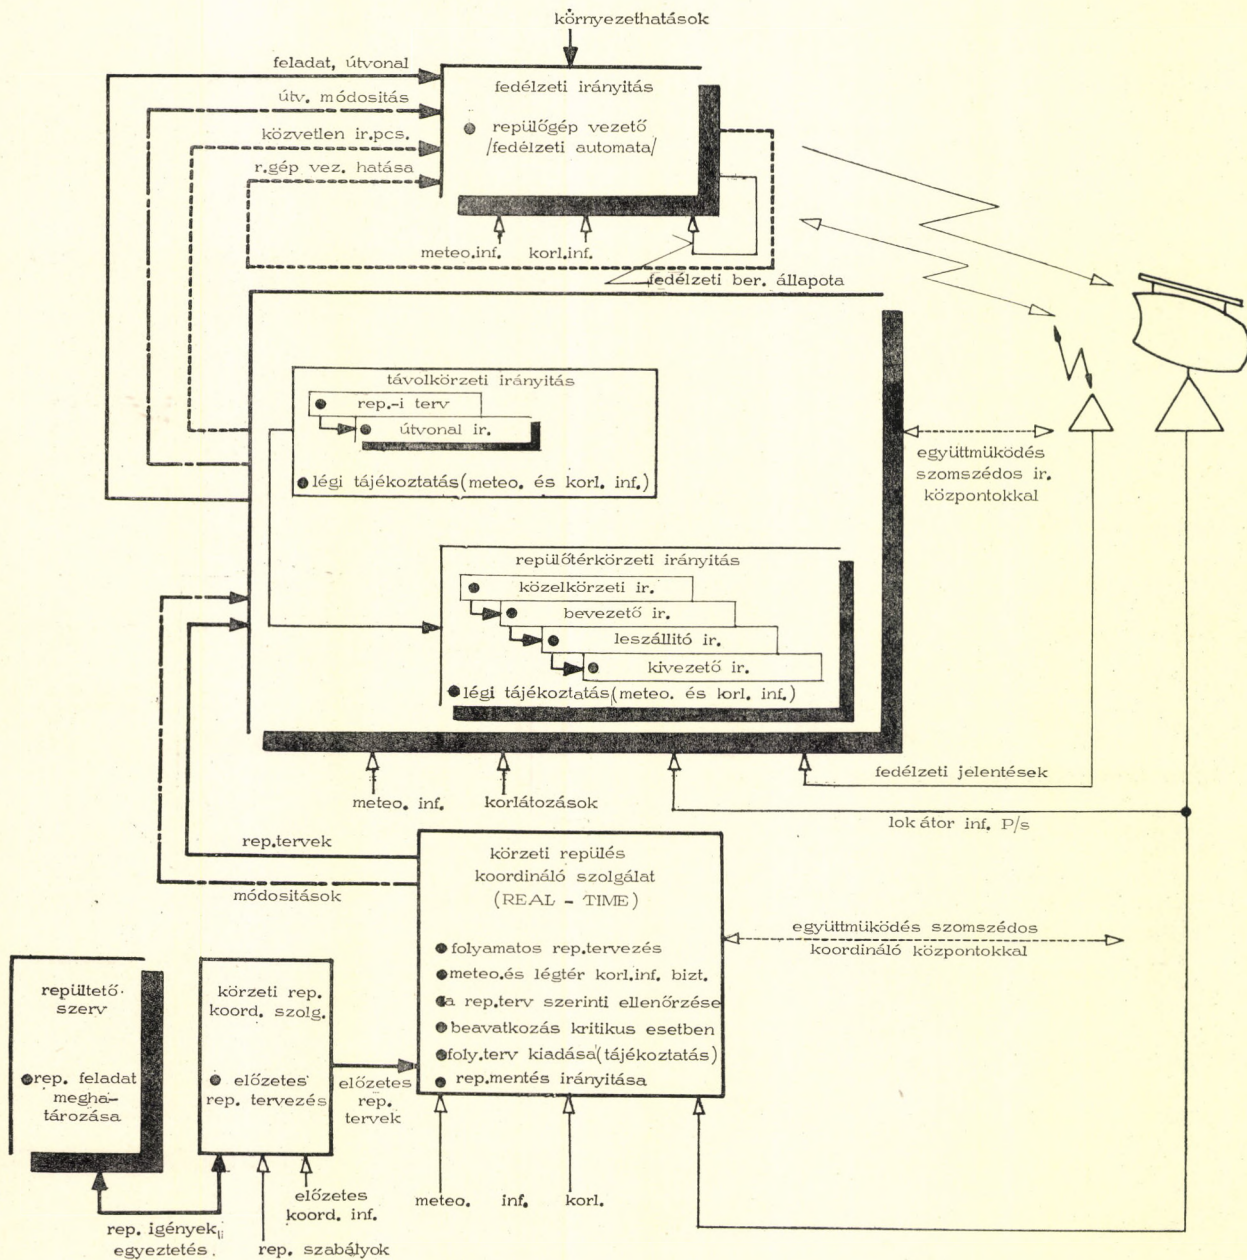 környezethatások
feladat, útvonal
útv. módositás
közvetlen ir.pcs.
r.gép vez. hatása
fedélzeti irányitás
repülőgép vezető
/fedélzeti automata/
meteo.inf. korl.inf.
fedélzeti ber. állapota
távolkörzeti irányitás
rep.-i terv
útvonal ir.
légi tájékoztatás(meteo. és korl. inf.)
együttmüködés
szomszédos ir.
központokkal
repülőtérkörzeti irányitás
közelkörzeti ir.
bevezető ir.
leszállitó ir.
kivezető ir.
légi tájékoztatás(meteo. és korl. inf.)
fedélzeti jelentések
meteo. inf. korlátozások
lokátor inf. P/s
rep.tervek
módositások
körzeti repülés
koordináló szolgálat
(REAL - TIME)
folyamatos rep.tervezés
meteo.és légtér korl.inf. bizt.
a rep.terv szerinti ellenőrzése
beavatkozás kritikus esetben
foly.terv kiadása(tájékoztatás)
rep.mentés irányitása
együttmüködés szomszédos
koordináló központokkal
repültető
szerv
rep. feladat
megha-
tározása
körzeti rep.
koord. szolg.
előzetes
rep. tervezés
előzetes
rep.
tervek
meteo. inf. korl.
előzetes
koord. inf.
rep. igények
egyeztetés.
rep. szabályok